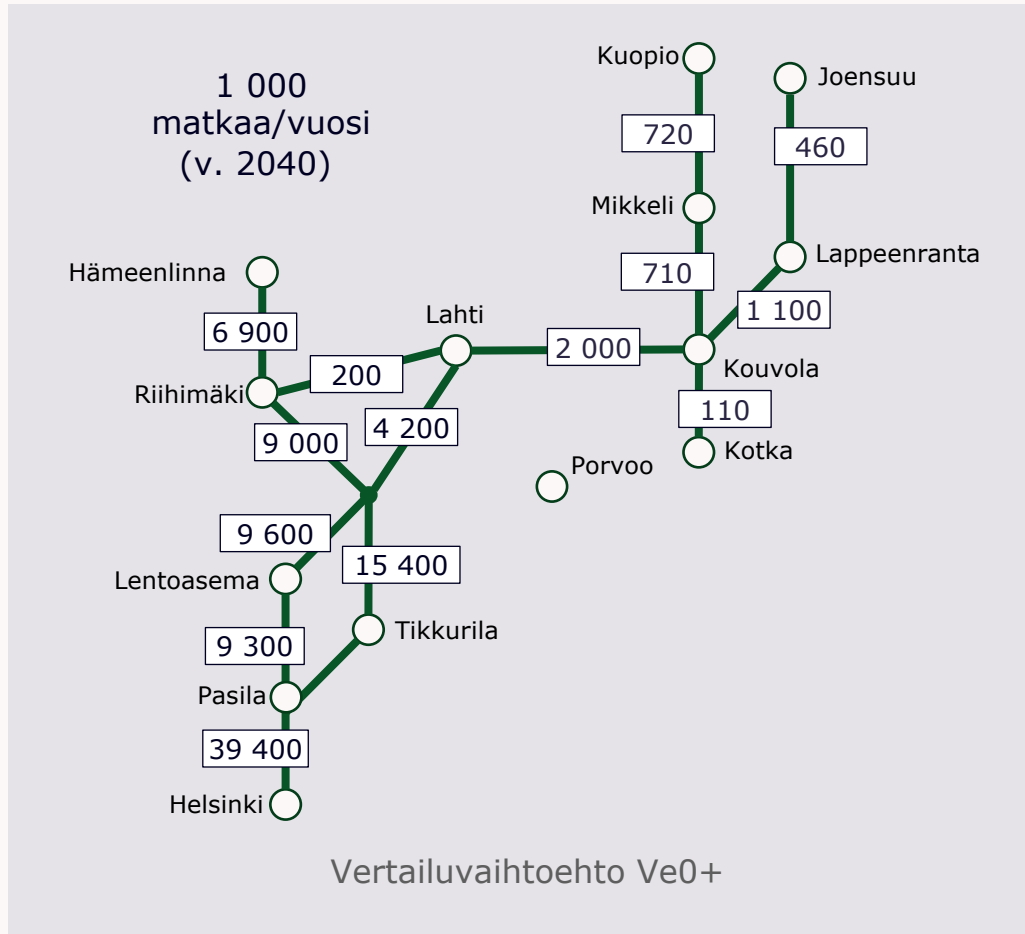 1 000
matkaa/vuosi
(v. 2040)
Kuopio
Joensuu
720
460
Mikkeli
Lappeenranta
Hämeenlinna
710
1 100
Lahti
6 900
2 000
Kouvola
200
Riihimäki
110
9 000
4 200
Kotka
Porvoo
9 600
15 400
Lentoasema
Tikkurila
9 300
Pasila
39 400
Helsinki
Vertailuvaihtoehto Ve0+